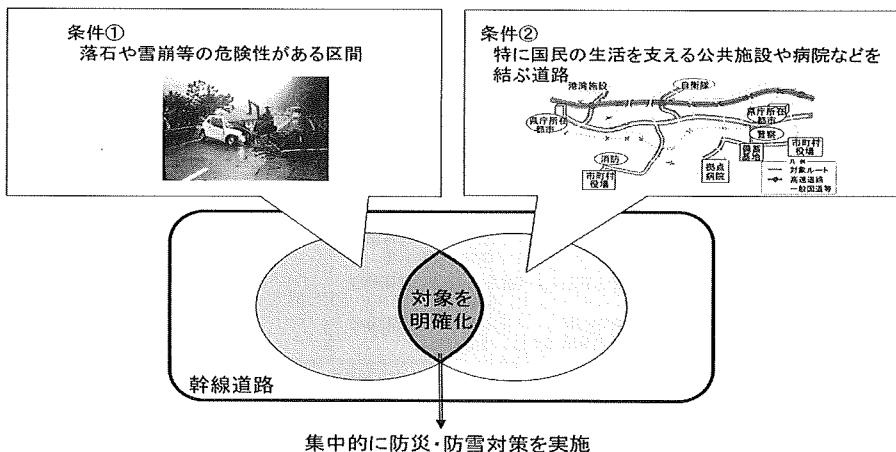 条件①
落石や雪崩等の危険性がある区間
条件②
特に国民の生活を支える公共施設や病院などを
結ぶ道路
港湾施設
自衛隊
県庁所在
都市
県庁所在
都市
警察
消防
市町村
役場
拠点
病院
備蓄
基地
市町村
役場
凡例
対象ルート
高速道路
一般国道等
対象を
明確化
幹線道路
集中的に防災・防雪対策を実施